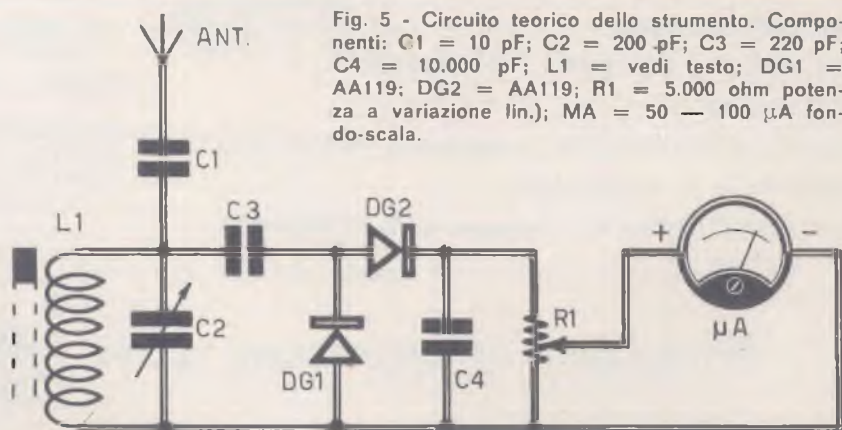 Fig. 5 - Circuito teorico dello strumento. Compo-
nenti: C1 = 10 pF; C2 = 200 pF; C3 = 220 pF;
C4 = 10.000 pF; L1 = vedi testo; DG1 =
AA119; DG2 = AA119; R1 = 5.000 ohm poten-
za a variazione lin.); MA = 50 — 100 µA fon-
do-scala.
ANT.
C1
L1
C3
DG2
+
-
C2
DG1
C4
R1
µA